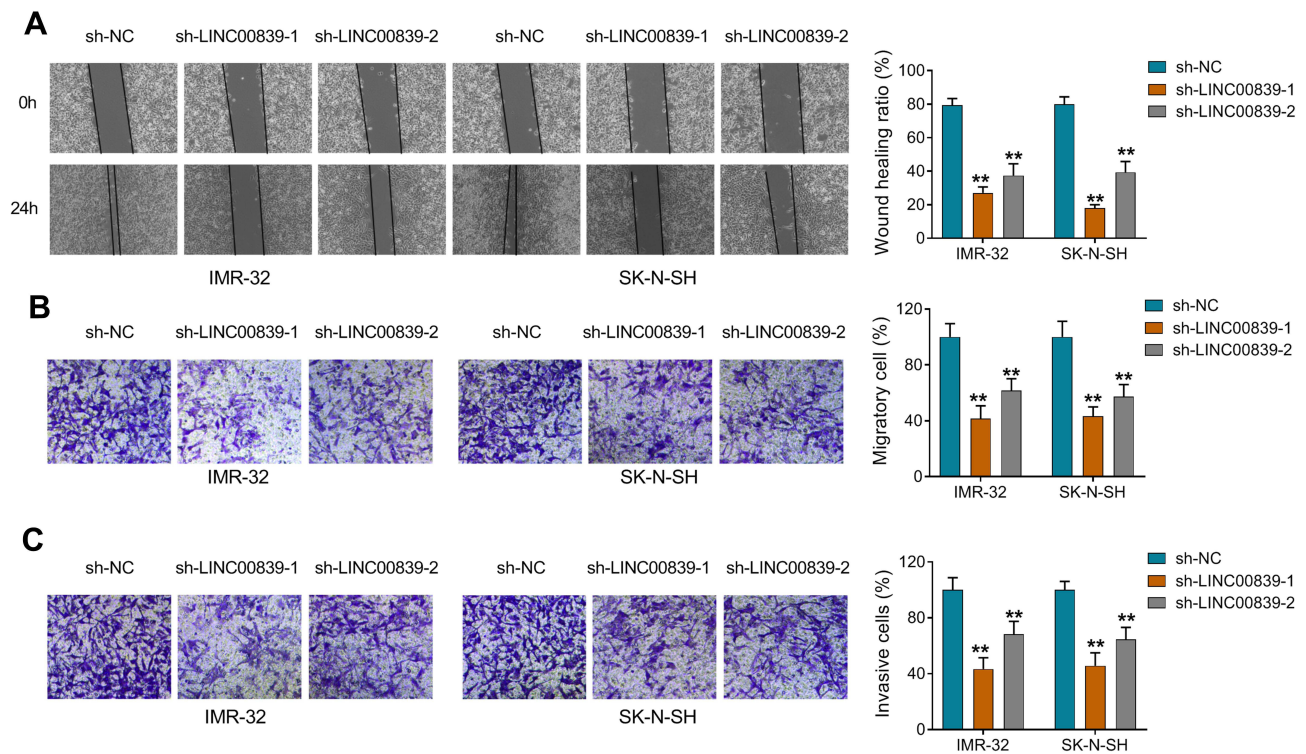 A
sh-NC sh-LINC00839-1 sh-LINC00839-2 sh-NC sh-LINC00839-1 sh-LINC00839-2
0h
24h
IMR-32 SK-N-SH
Wound healing ratio (%)
100
80
60
40
20
0
** ** ** **
IMR-32 SK-N-SH
sh-NC
sh-LINC00839-1
sh-LINC00839-2
B
sh-NC sh-LINC00839-1 sh-LINC00839-2 sh-NC sh-LINC00839-1 sh-LINC00839-2
IMR-32 SK-N-SH
Migratory cell (%)
120
80
40
0
** ** ** **
IMR-32 SK-N-SH
sh-NC
sh-LINC00839-1
sh-LINC00839-2
C
sh-NC sh-LINC00839-1 sh-LINC00839-2 sh-NC sh-LINC00839-1 sh-LINC00839-2
IMR-32 SK-N-SH
Invasive cells (%)
120
80
40
0
** ** ** **
IMR-32 SK-N-SH
sh-NC
sh-LINC00839-1
sh-LINC00839-2